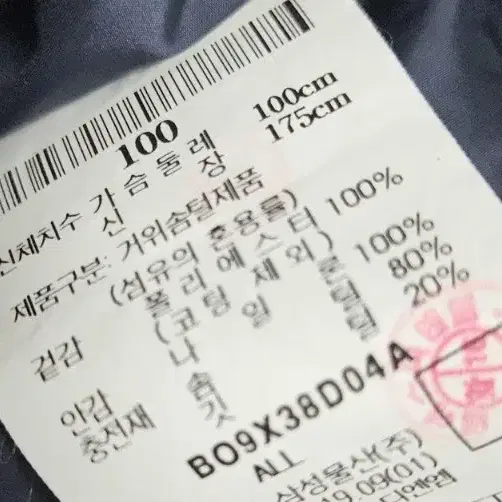 100
신체치수 가 슴 둘 레 100cm
신 장 175cm
제품구분: 거위솜털제품
(섬유의 혼용률)
겉감 폴 리 에 스 터 100%
(코 팅 제 외)
안감 나 일 론 100%
충전재 솜 털 80%
깃 털 20%
BO9X38D04A
ALL
삼성물산(주)
09(01)